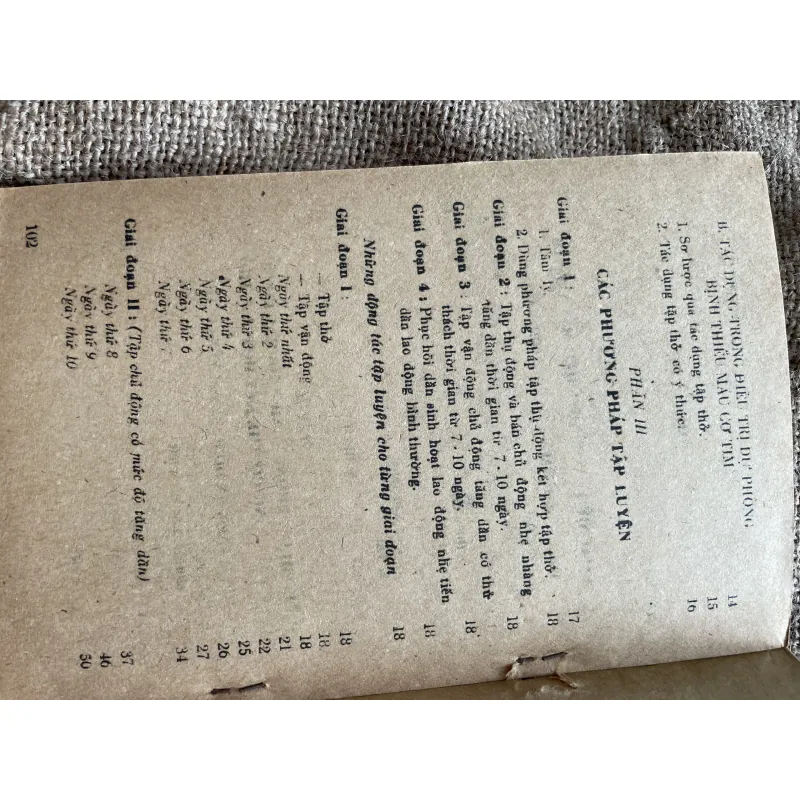 B. TÁC DỤNG TRONG ĐIỀU TRỊ DỰ PHÒNG
BỊNH THIẾU MÁU CƠ TIM 14
1. Sơ lược qua tác dụng tập thở. 15
2. Tác dụng tập thở có ý thức. 16
PHẦN III
CÁC PHƯƠNG PHÁP TẬP LUYỆN
Giai đoạn 1 : 17
1. Tâm lý
2. Dùng phương pháp tập thụ động kết hợp tập thở. 18
Giai đoạn 2 : Tập thụ động và bán chủ động nhẹ nhàng
tăng dần thời gian từ 7 - 10 ngày. 18
Giai đoạn 3 : Tập vận động chủ động tăng dần có thử
thách thời gian từ 7 - 10 ngày. 18
Giai đoạn 4 : Phục hồi dần sinh hoạt lao động nhẹ tiến
dần lao động bình thường. 18
Những động tác tập luyện cho từng giai đoạn 18
Giai đoạn I :
— Tập thở 18
— Tập vận động 18
Ngày thứ nhất 21
Ngày thứ 2 22
Ngày thứ 3 25
Ngày thứ 4 26
Ngày thứ 5 27
Ngày thứ 6
Ngày thứ 7 34
Giai đoạn II : (Tập chủ động có mức độ tăng dần) 37
Ngày thứ 8 46
Ngày thứ 9 50
Ngày thứ 10
102